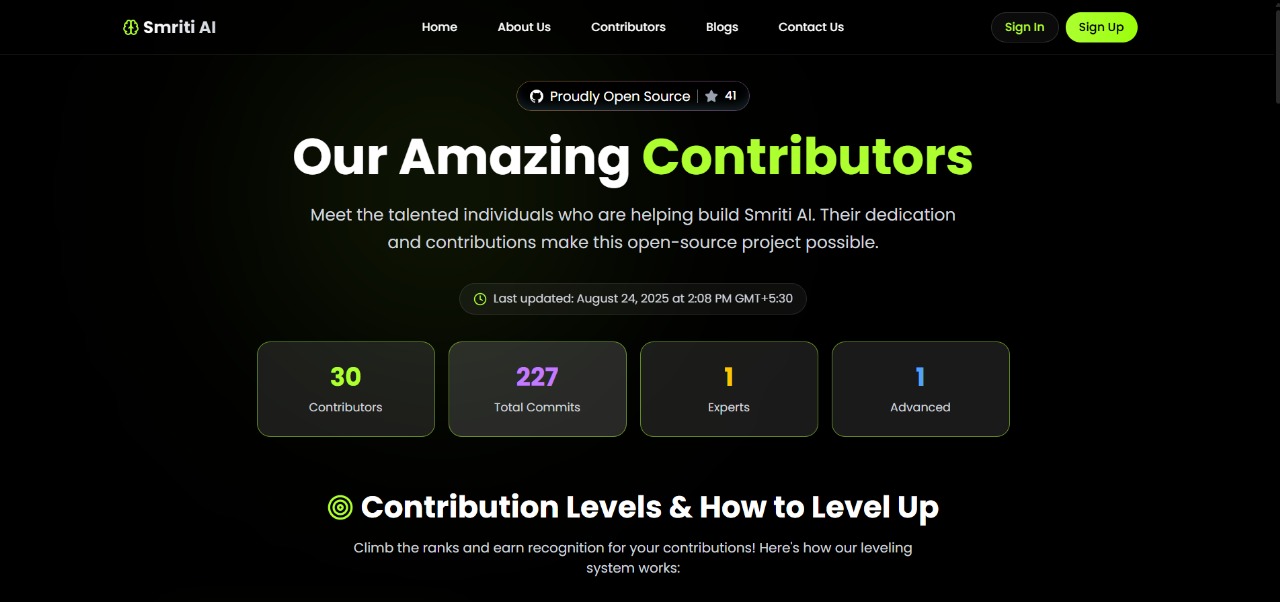 Smriti AI
Home
About Us
Contributors
Blogs
Contact Us
Sign In
Sign Up
Proudly Open Source | 41
Our Amazing Contributors
Meet the talented individuals who are helping build Smriti AI. Their dedication
and contributions make this open-source project possible.
Last updated: August 24, 2025 at 2:08 PM GMT+5:30
30
Contributors
227
Total Commits
1
Experts
1
Advanced
Contribution Levels & How to Level Up
Climb the ranks and earn recognition for your contributions! Here's how our leveling
system works: